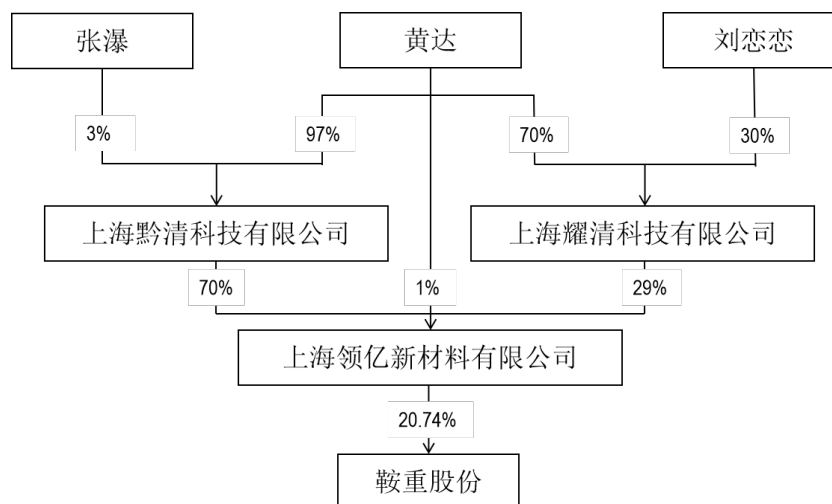 张瀑
黄达
刘恋恋
3%
97%
70%
30%
上海黔清科技有限公司
上海耀清科技有限公司
70%
1%
29%
上海领亿新材料有限公司
20.74%
鞍重股份